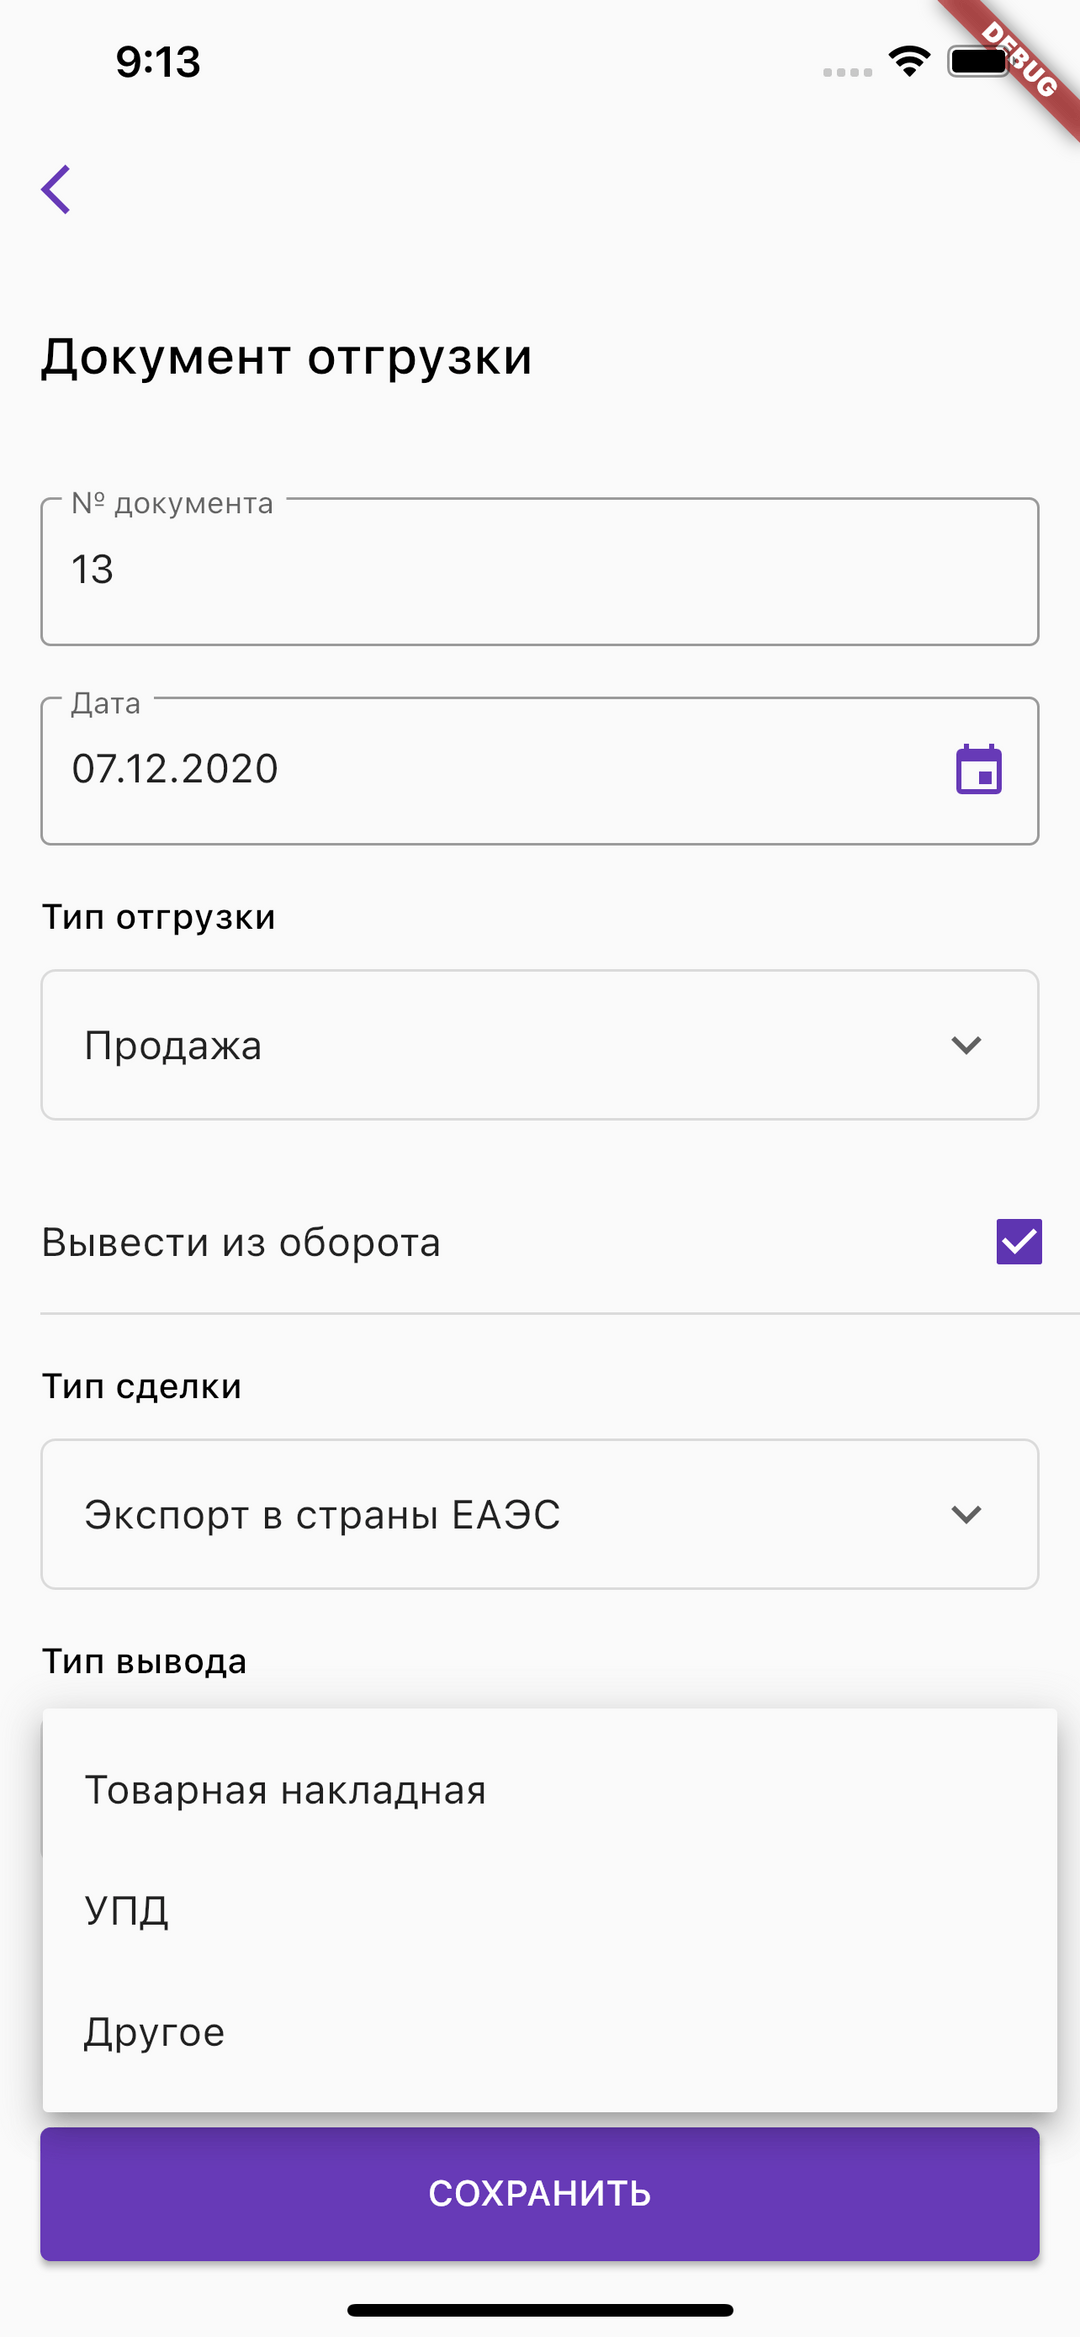 9:13
DEBUG
Документ отгрузки
№ документа
13
Дата
07.12.2020
Тип отгрузки
Продажа
Вывести из оборота
Тип сделки
Экспорт в страны ЕАЭС
Тип вывода
Товарная накладная
УПД
Другое
СОХРАНИТЬ